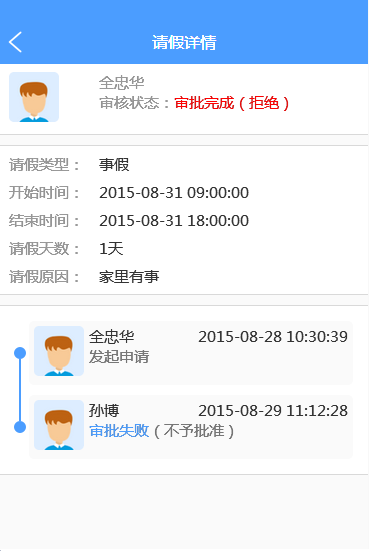 请假详情
全忠华
审核状态：审批完成（拒绝）
请假类型： 事假
开始时间： 2015-08-31 09:00:00
结束时间： 2015-08-31 18:00:00
请假天数： 1天
请假原因： 家里有事
全忠华 2015-08-28 10:30:39
发起申请
孙博 2015-08-29 11:12:28
审批失败（不予批准）